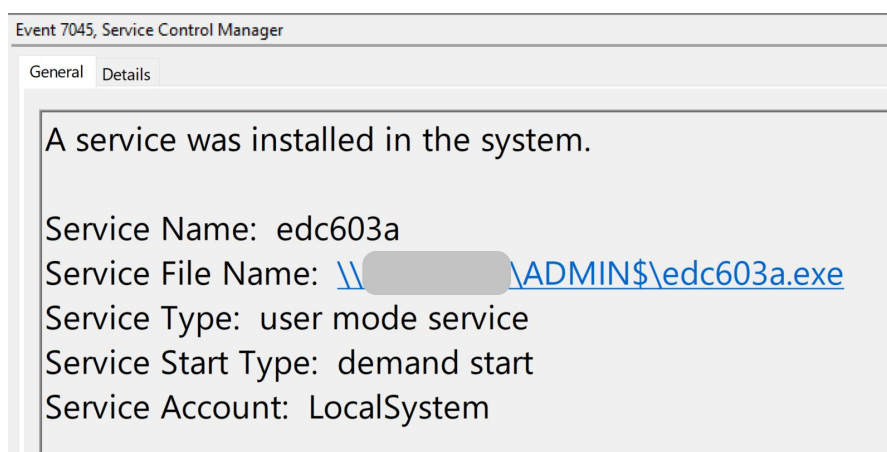 Event 7045, Service Control Manager
General Details
A service was installed in the system.
Service Name: edc603a
Service File Name: \\ \ADMIN$\edc603a.exe
Service Type: user mode service
Service Start Type: demand start
Service Account: LocalSystem